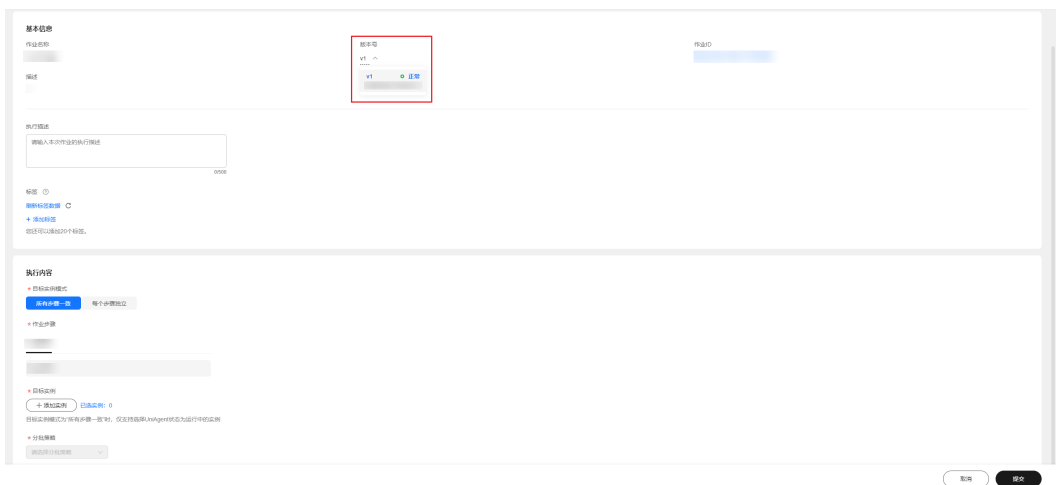 基本信息
作业名称
版本号
作业ID
v1
v1 正常
描述
执行描述
请输入本次作业的执行描述
0/500
标签
刷新标签数据
+ 添加标签
您还可以添加20个标签。
执行内容
* 目标实例模式
所有步骤一致 每个步骤独立
* 作业步骤
* 目标实例
+ 添加实例 已选实例：0
目标实例模式为“所有步骤一致”时，仅支持选择UniAgent状态为运行中的实例
* 分批策略
请选择分批策略
取消 提交